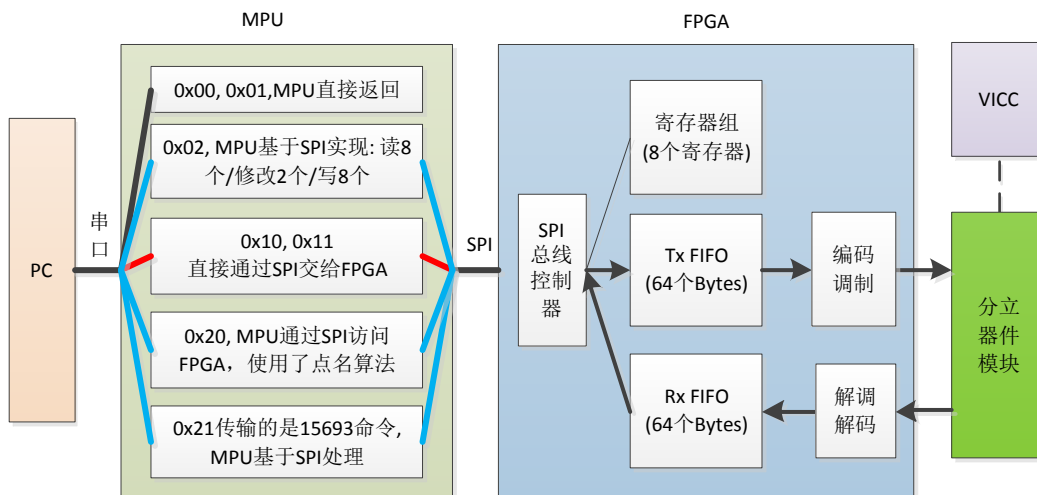 MPU
FPGA
PC
串
口
0x00, 0x01,MPU直接返回
0x02, MPU基于SPI实现: 读8
个/修改2个/写8个
0x10, 0x11
直接通过SPI交给FPGA
0x20, MPU通过SPI访问
FPGA，使用了点名算法
0x21传输的是15693命令,
MPU基于SPI处理
SPI
SPI
总线
控制
器
寄存器组
(8个寄存器)
Tx FIFO
(64个Bytes)
编码
调制
Rx FIFO
(64个Bytes)
解调
解码
VICC
分立
器件
模块